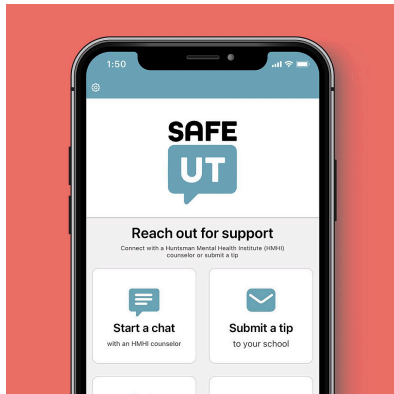 1:50
SAFE
UT
Reach out for support
Connect with a Huntsman Mental Health Institute (HMHI)
counselor or submit a tip
Start a chat
with an HMHI counselor
Submit a tip
to your school